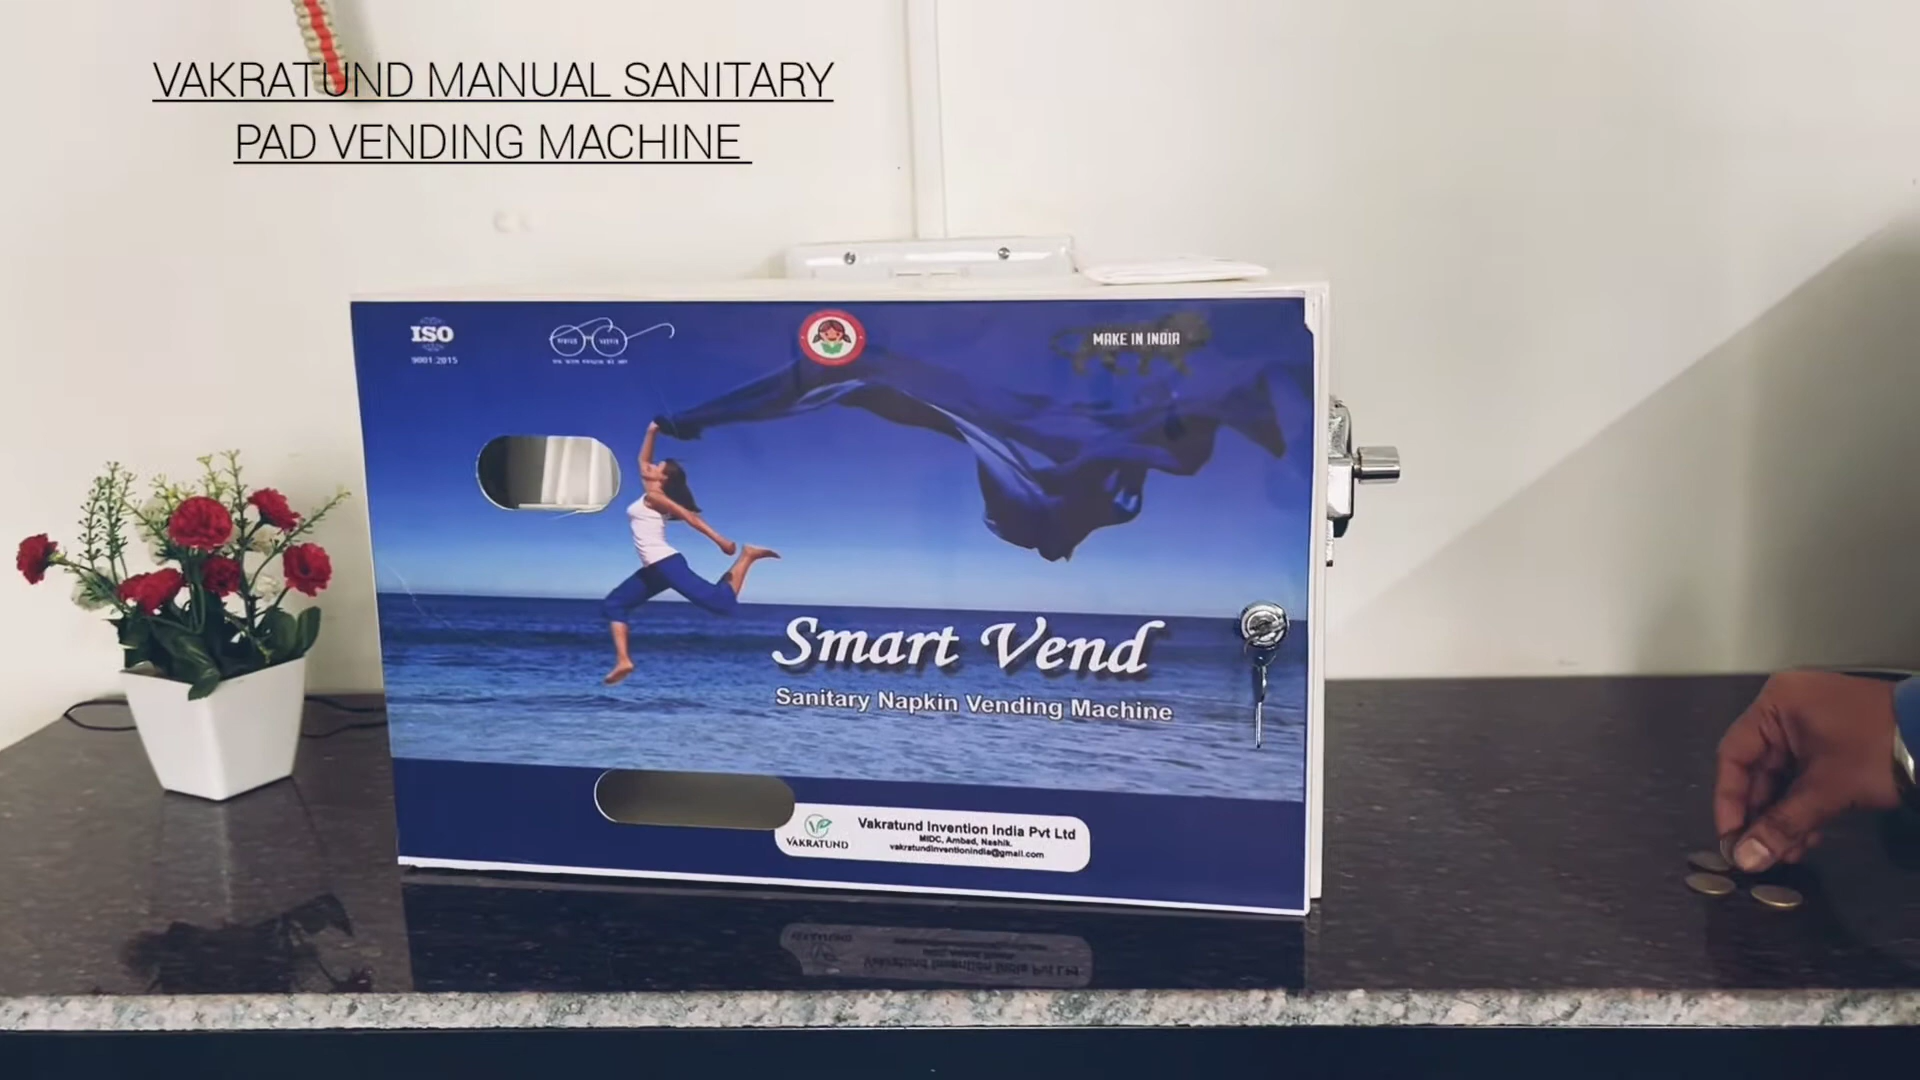 VAKRATUND MANUAL SANITARY
PAD VENDING MACHINE
ISO
9001:2015
MAKE IN INDIA
Smart Vend
Sanitary Napkin Vending Machine
VAKRATUND
Vakratund Invention India Pvt Ltd
MIDC, Ambad, Nashik.
vakratundinventionindia@gmail.com